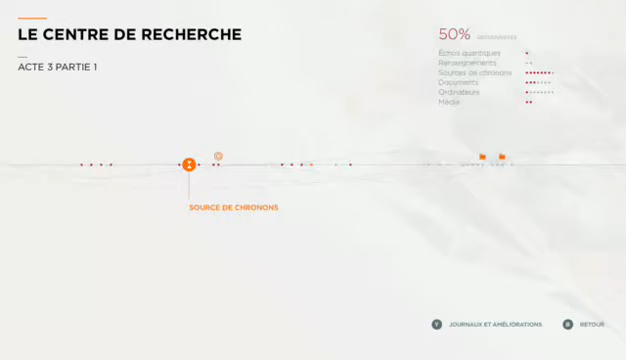 LE CENTRE DE RECHERCHE
ACTE 3 PARTIE 1
50% DÉCOUVERTES
Échos quantiques
Renseignements
Sources de chronons
Documents
Ordinateurs
Média
SOURCE DE CHRONONS
Y JOURNAUX ET AMÉLIORATIONS B RETOUR